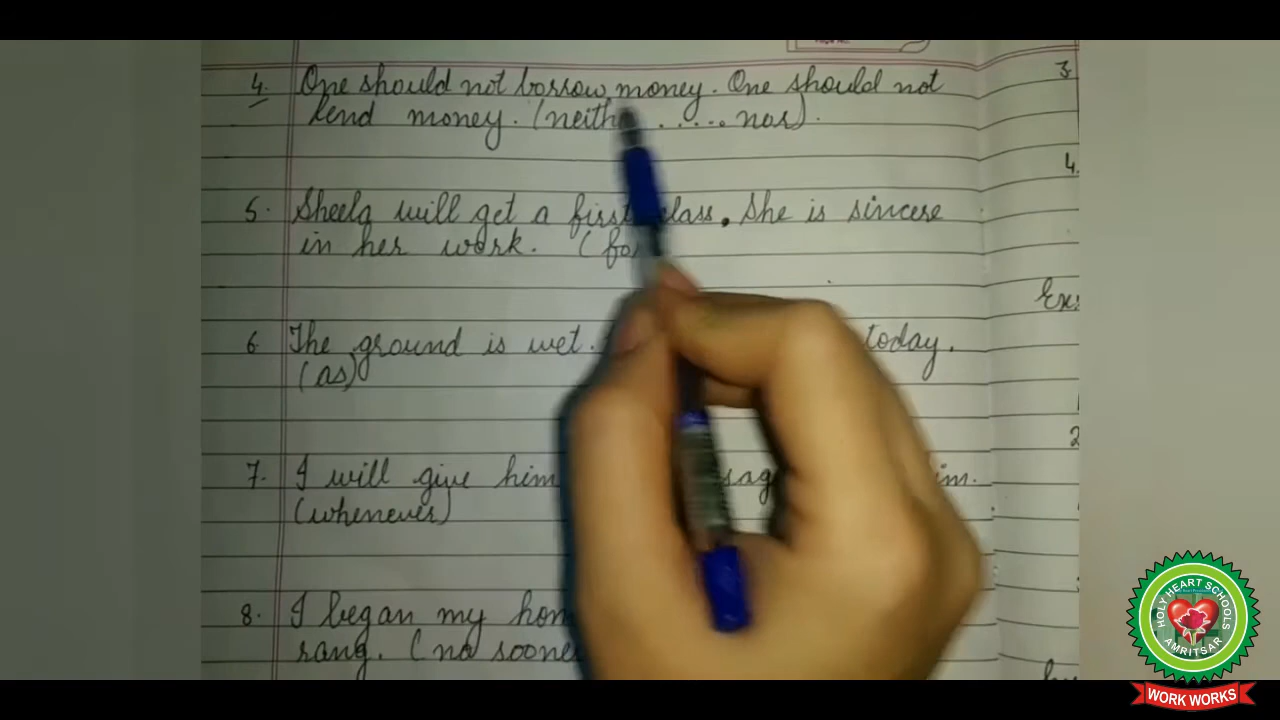 4. One should not borrow money. One should not
lend money. (neith ..... nor).
5. Sheela will get a first class. She is sincere
in her work. (for
6. The ground is wet. today.
(as)
7. I will give him him.
(whenever)
8. I began my
rang. (no soone
3
4.
Ex:
2
HOLY HEART SCHOOLS
AMRITSAR
WORK WORKS